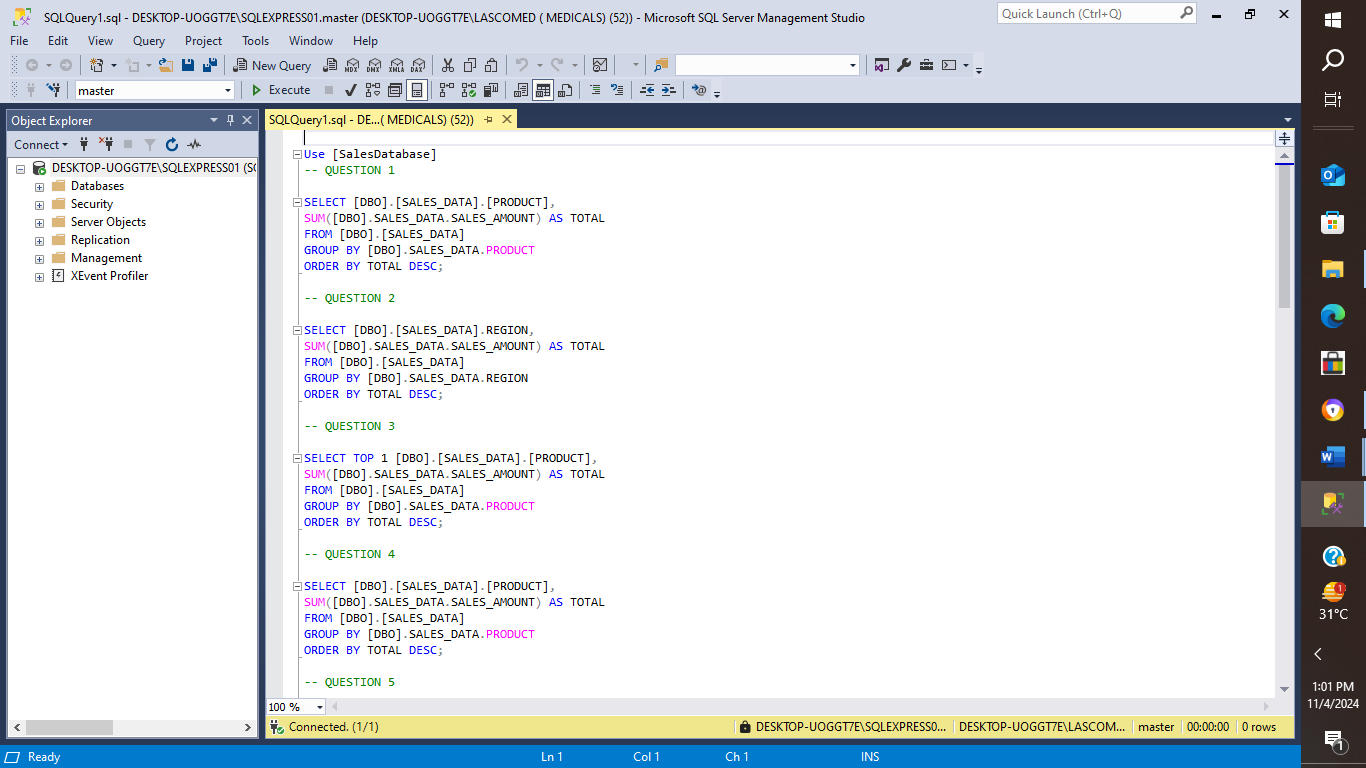 SQLQuery1.sql - DESKTOP-UOGGT7E\SQLEXPRESS01.master (DESKTOP-UOGGT7E\LASCOMED ( MEDICALS) (52)) - Microsoft SQL Server Management Studio
Quick Launch (Ctrl+Q)
File Edit View Query Project Tools Window Help
New Query MDX DMX XMLA DAX
master Execute
Object Explorer
Connect
DESKTOP-UOGGT7E\SQLEXPRESS01 (S
Databases
Security
Server Objects
Replication
Management
XEvent Profiler
SQLQuery1.sql - DE...( MEDICALS) (52))
Use [SalesDatabase]
-- QUESTION 1
SELECT [DBO].[SALES_DATA].[PRODUCT],
SUM([DBO].SALES_DATA.SALES_AMOUNT) AS TOTAL
FROM [DBO].[SALES_DATA]
GROUP BY [DBO].SALES_DATA.PRODUCT
ORDER BY TOTAL DESC;
-- QUESTION 2
SELECT [DBO].[SALES_DATA].REGION,
SUM([DBO].SALES_DATA.SALES_AMOUNT) AS TOTAL
FROM [DBO].[SALES_DATA]
GROUP BY [DBO].SALES_DATA.REGION
ORDER BY TOTAL DESC;
-- QUESTION 3
SELECT TOP 1 [DBO].[SALES_DATA].[PRODUCT],
SUM([DBO].SALES_DATA.SALES_AMOUNT) AS TOTAL
FROM [DBO].[SALES_DATA]
GROUP BY [DBO].SALES_DATA.PRODUCT
ORDER BY TOTAL DESC;
-- QUESTION 4
SELECT [DBO].[SALES_DATA].[PRODUCT],
SUM([DBO].SALES_DATA.SALES_AMOUNT) AS TOTAL
FROM [DBO].[SALES_DATA]
GROUP BY [DBO].SALES_DATA.PRODUCT
ORDER BY TOTAL DESC;
-- QUESTION 5
100 %
Connected. (1/1)
DESKTOP-UOGGT7E\SQLEXPRESS0... DESKTOP-UOGGT7E\LASCOM... master 00:00:00 0 rows
Ready Ln 1 Col 1 Ch 1 INS
1
31°C
1:01 PM
11/4/2024
1